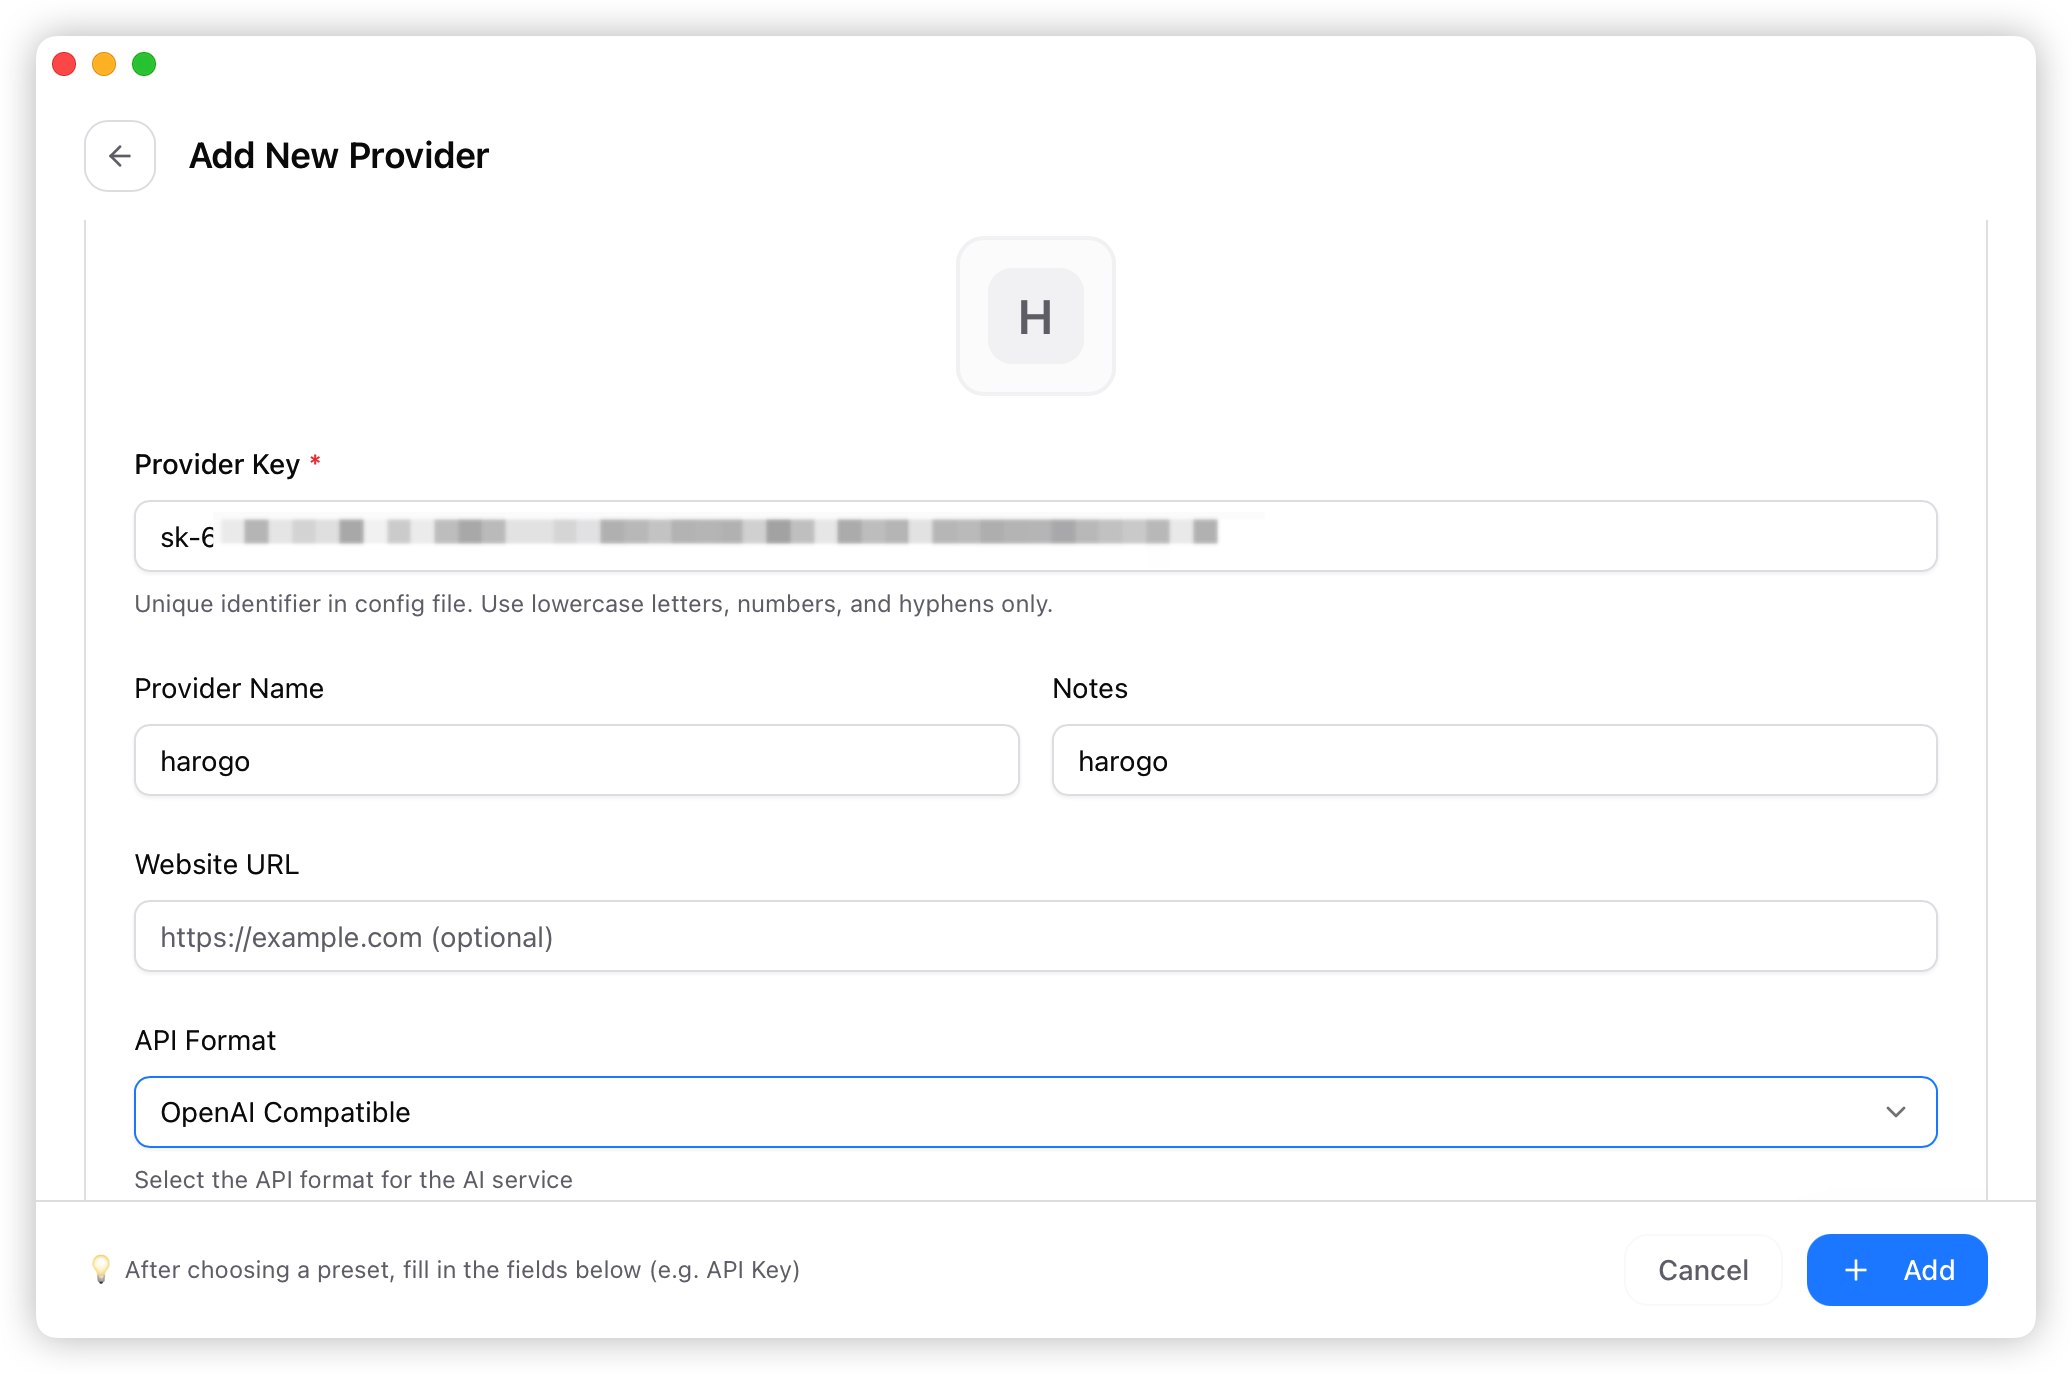 Add New Provider
H
Provider Key *
sk-6
Unique identifier in config file. Use lowercase letters, numbers, and hyphens only.
Provider Name
Notes
harogo
harogo
Website URL
https://example.com (optional)
API Format
OpenAI Compatible
Select the API format for the AI service
💡 After choosing a preset, fill in the fields below (e.g. API Key)
Cancel
+ Add